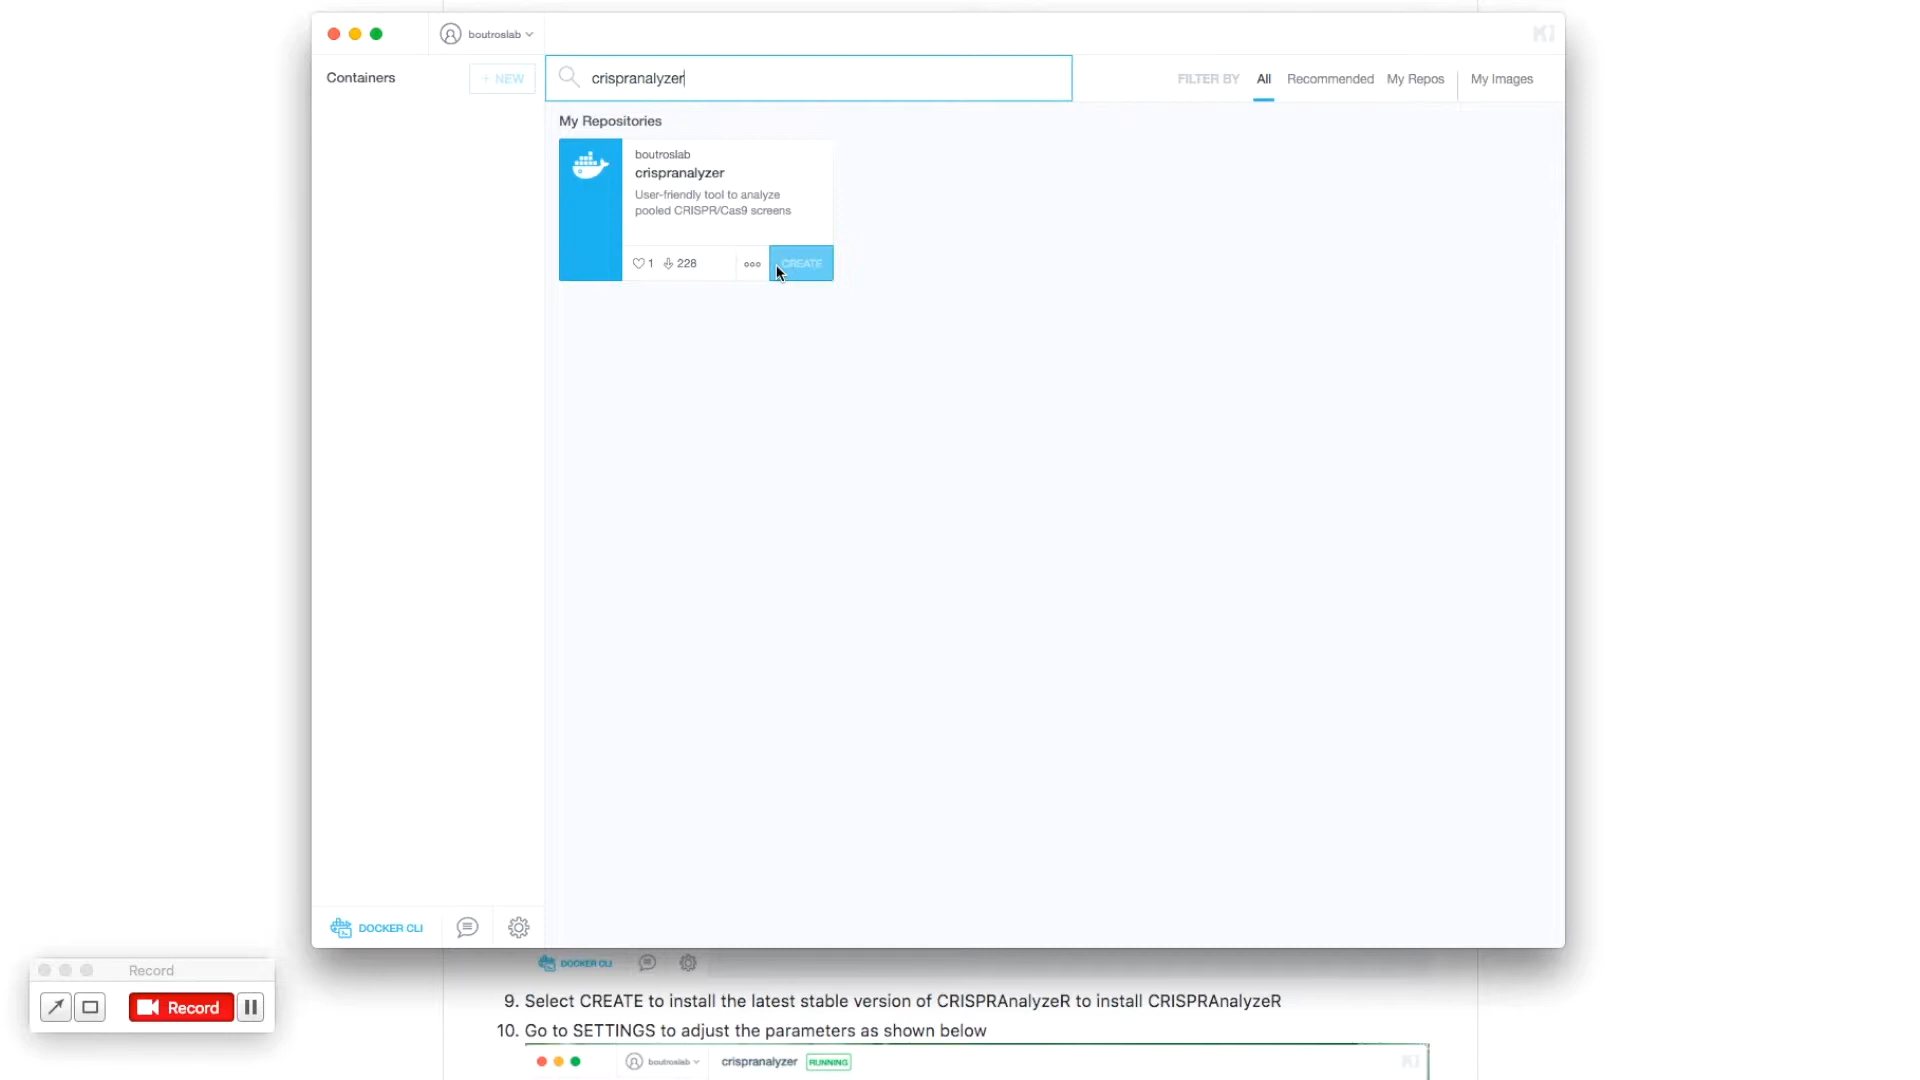 boutroslab
Containers
+ NEW
crispranalyzer
FILTER BY All Recommended My Repos My Images
My Repositories
boutroslab
crispranalyzer
User-friendly tool to analyze
pooled CRISPR/Cas9 screens
1 228 CREATE
DOCKER CLI
DOCKER CLI
Record
Record
9. Select CREATE to install the latest stable version of CRISPRAnalyzeR to install CRISPRAnalyzeR
10. Go to SETTINGS to adjust the parameters as shown below
boutroslab crispranalyzer RUNNING